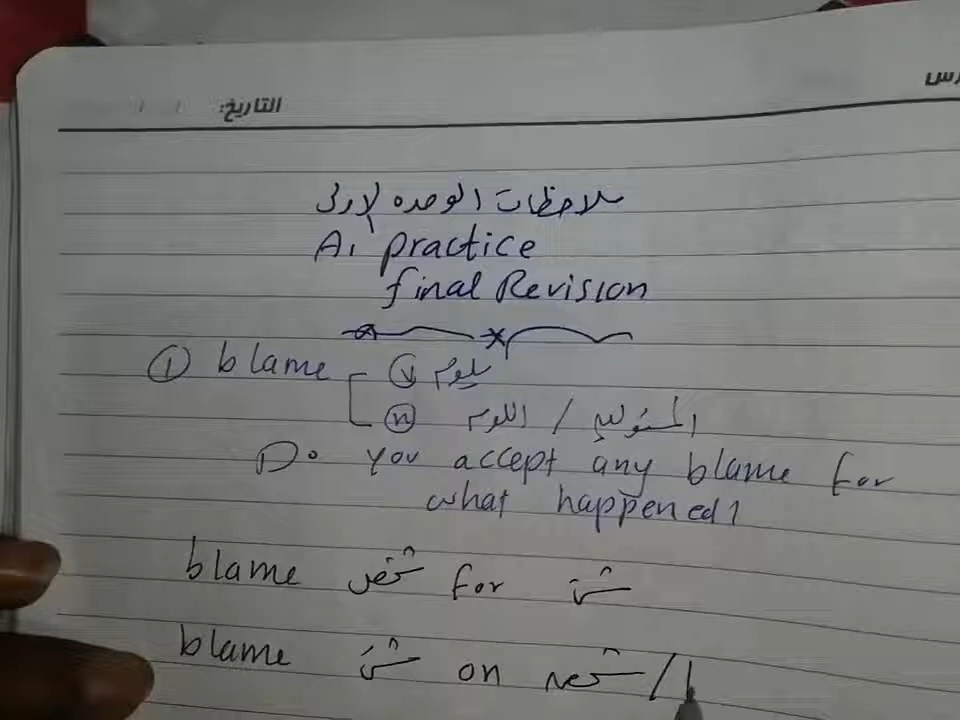 التاريخ: / /
ملاحظات الوحده الاولى
A1 practice
final Revision
① blame ⓥ يلوم
ⓝ المسئولية / اللوم
Do you accept any blame for
what happened?
blame شخص for شئ
blame شئ on شخص / ا